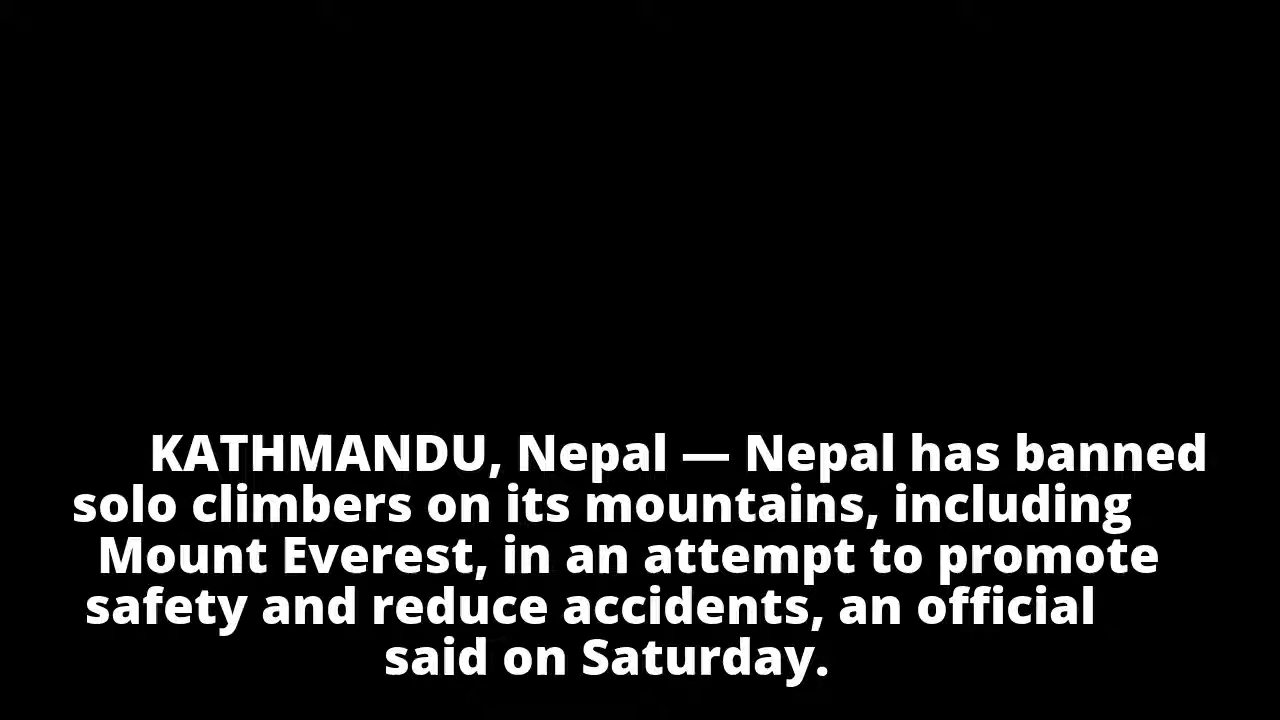 KATHMANDU, Nepal — Nepal has banned
solo climbers on its mountains, including
Mount Everest, in an attempt to promote
safety and reduce accidents, an official
said on Saturday.